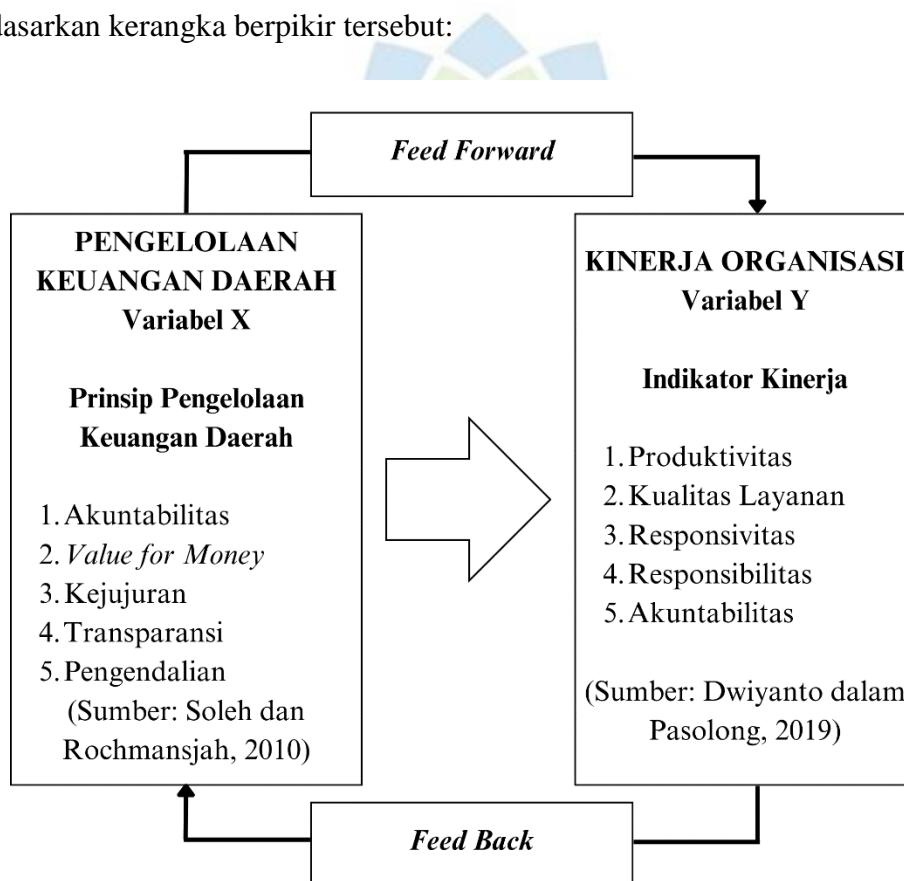 dasarkan kerangka berpikir tersebut:
Feed Forward
PENGELOLAAN
KEUANGAN DAERAH
Variabel X
Prinsip Pengelolaan
Keuangan Daerah
1. Akuntabilitas
2. Value for Money
3. Kejujuran
4. Transparansi
5. Pengendalian
(Sumber: Soleh dan
Rochmansjah, 2010)
KINERJA ORGANISASI
Variabel Y
Indikator Kinerja
1. Produktivitas
2. Kualitas Layanan
3. Responsivitas
4. Responsibilitas
5. Akuntabilitas
(Sumber: Dwiyanto dalam
Pasolong, 2019)
Feed Back